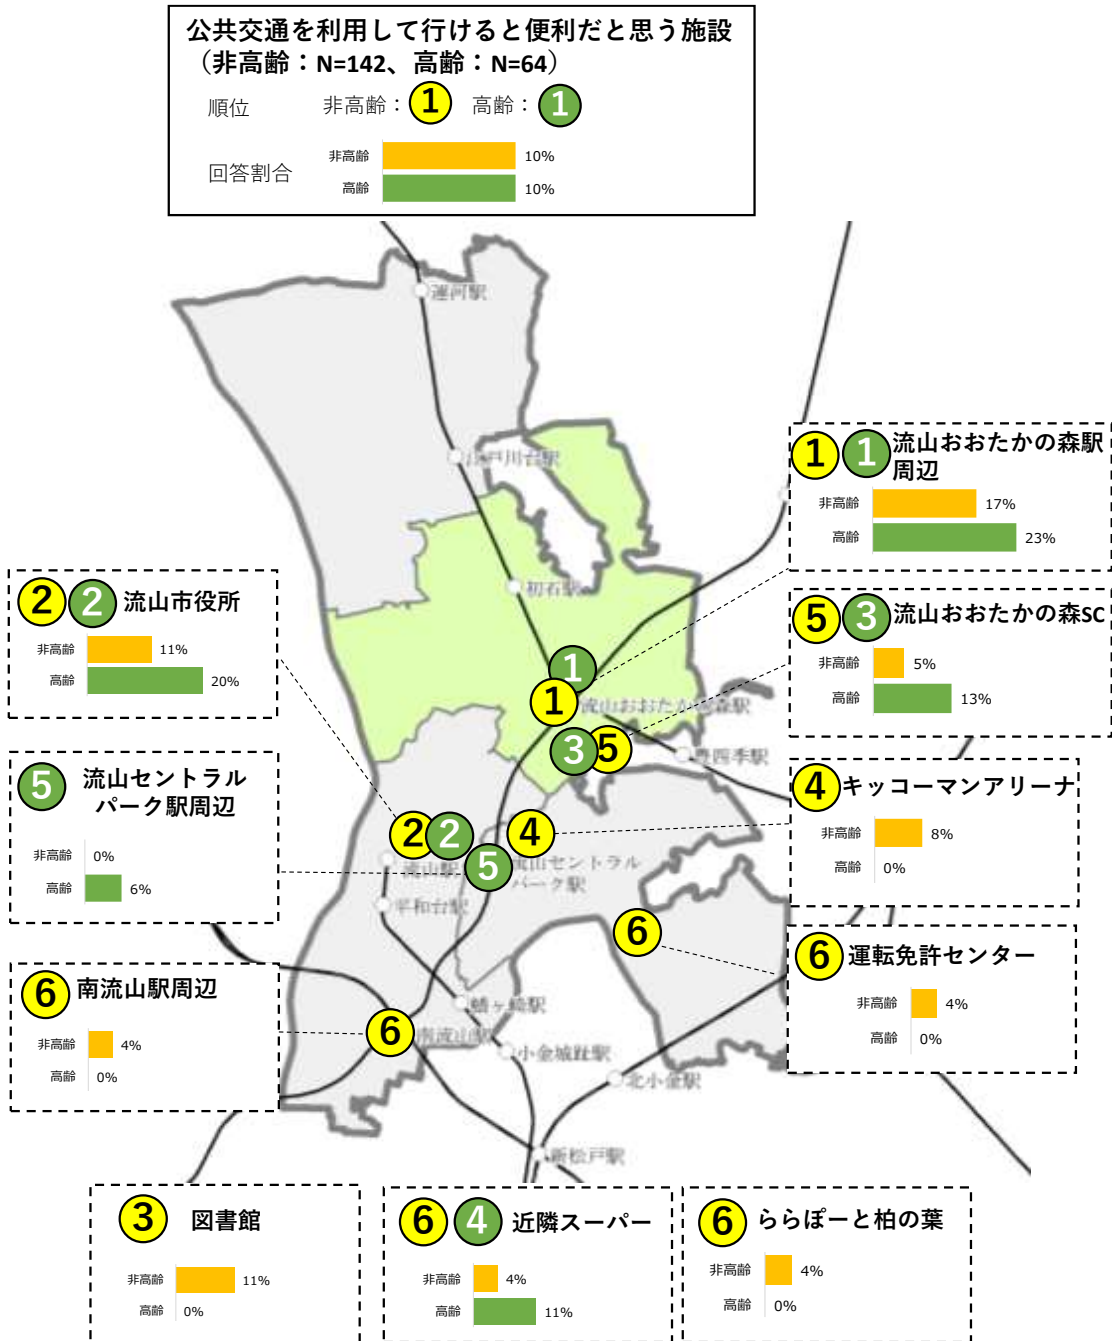 公共交通を利用して行けると便利だと思う施設
（非高齢：N=142、高齢：N=64）
順位 非高齢：1 高齢：1
回答割合
非高齢 10%
高齢 10%
運河駅
江戸川台駅
初石駅
1
1
流山おおたかの森駅
3 5
豊四季駅
2 2
4
5
流山駅
流山セントラル
パーク駅
平和台駅
6
鰭ヶ崎駅
6
南流山駅
小金城趾駅
北小金駅
新松戸駅
1 1 流山おおたかの森駅
周辺
非高齢 17%
高齢 23%
2 2 流山市役所
非高齢 11%
高齢 20%
5 3 流山おおたかの森SC
非高齢 5%
高齢 13%
5 流山セントラル
パーク駅周辺
非高齢 0%
高齢 6%
4 キッコーマンアリーナ
非高齢 8%
高齢 0%
6 南流山駅周辺
非高齢 4%
高齢 0%
6 運転免許センター
非高齢 4%
高齢 0%
3 図書館
非高齢 11%
高齢 0%
6 4 近隣スーパー
非高齢 4%
高齢 11%
6 ららぽーと柏の葉
非高齢 4%
高齢 0%